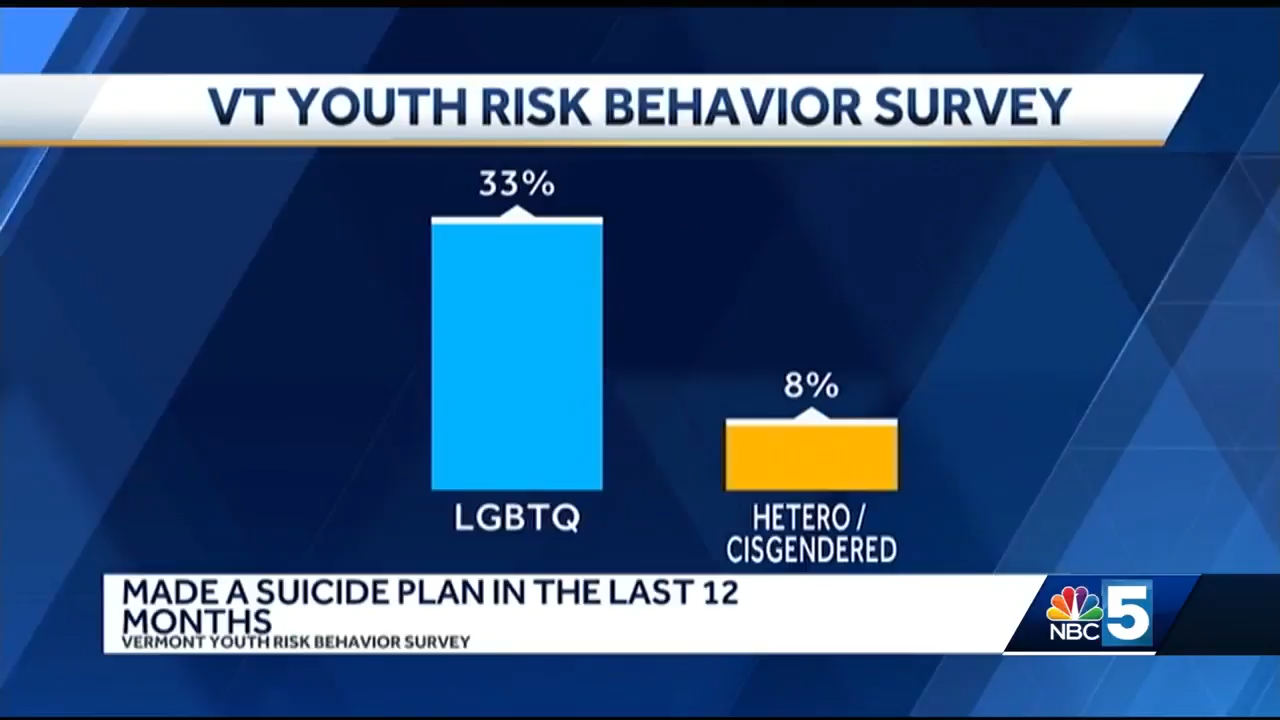 VT YOUTH RISK BEHAVIOR SURVEY
33%
8%
LGBTQ
HETERO /
CISGENDERED
MADE A SUICIDE PLAN IN THE LAST 12
MONTHS
VERMONT YOUTH RISK BEHAVIOR SURVEY
NBC 5